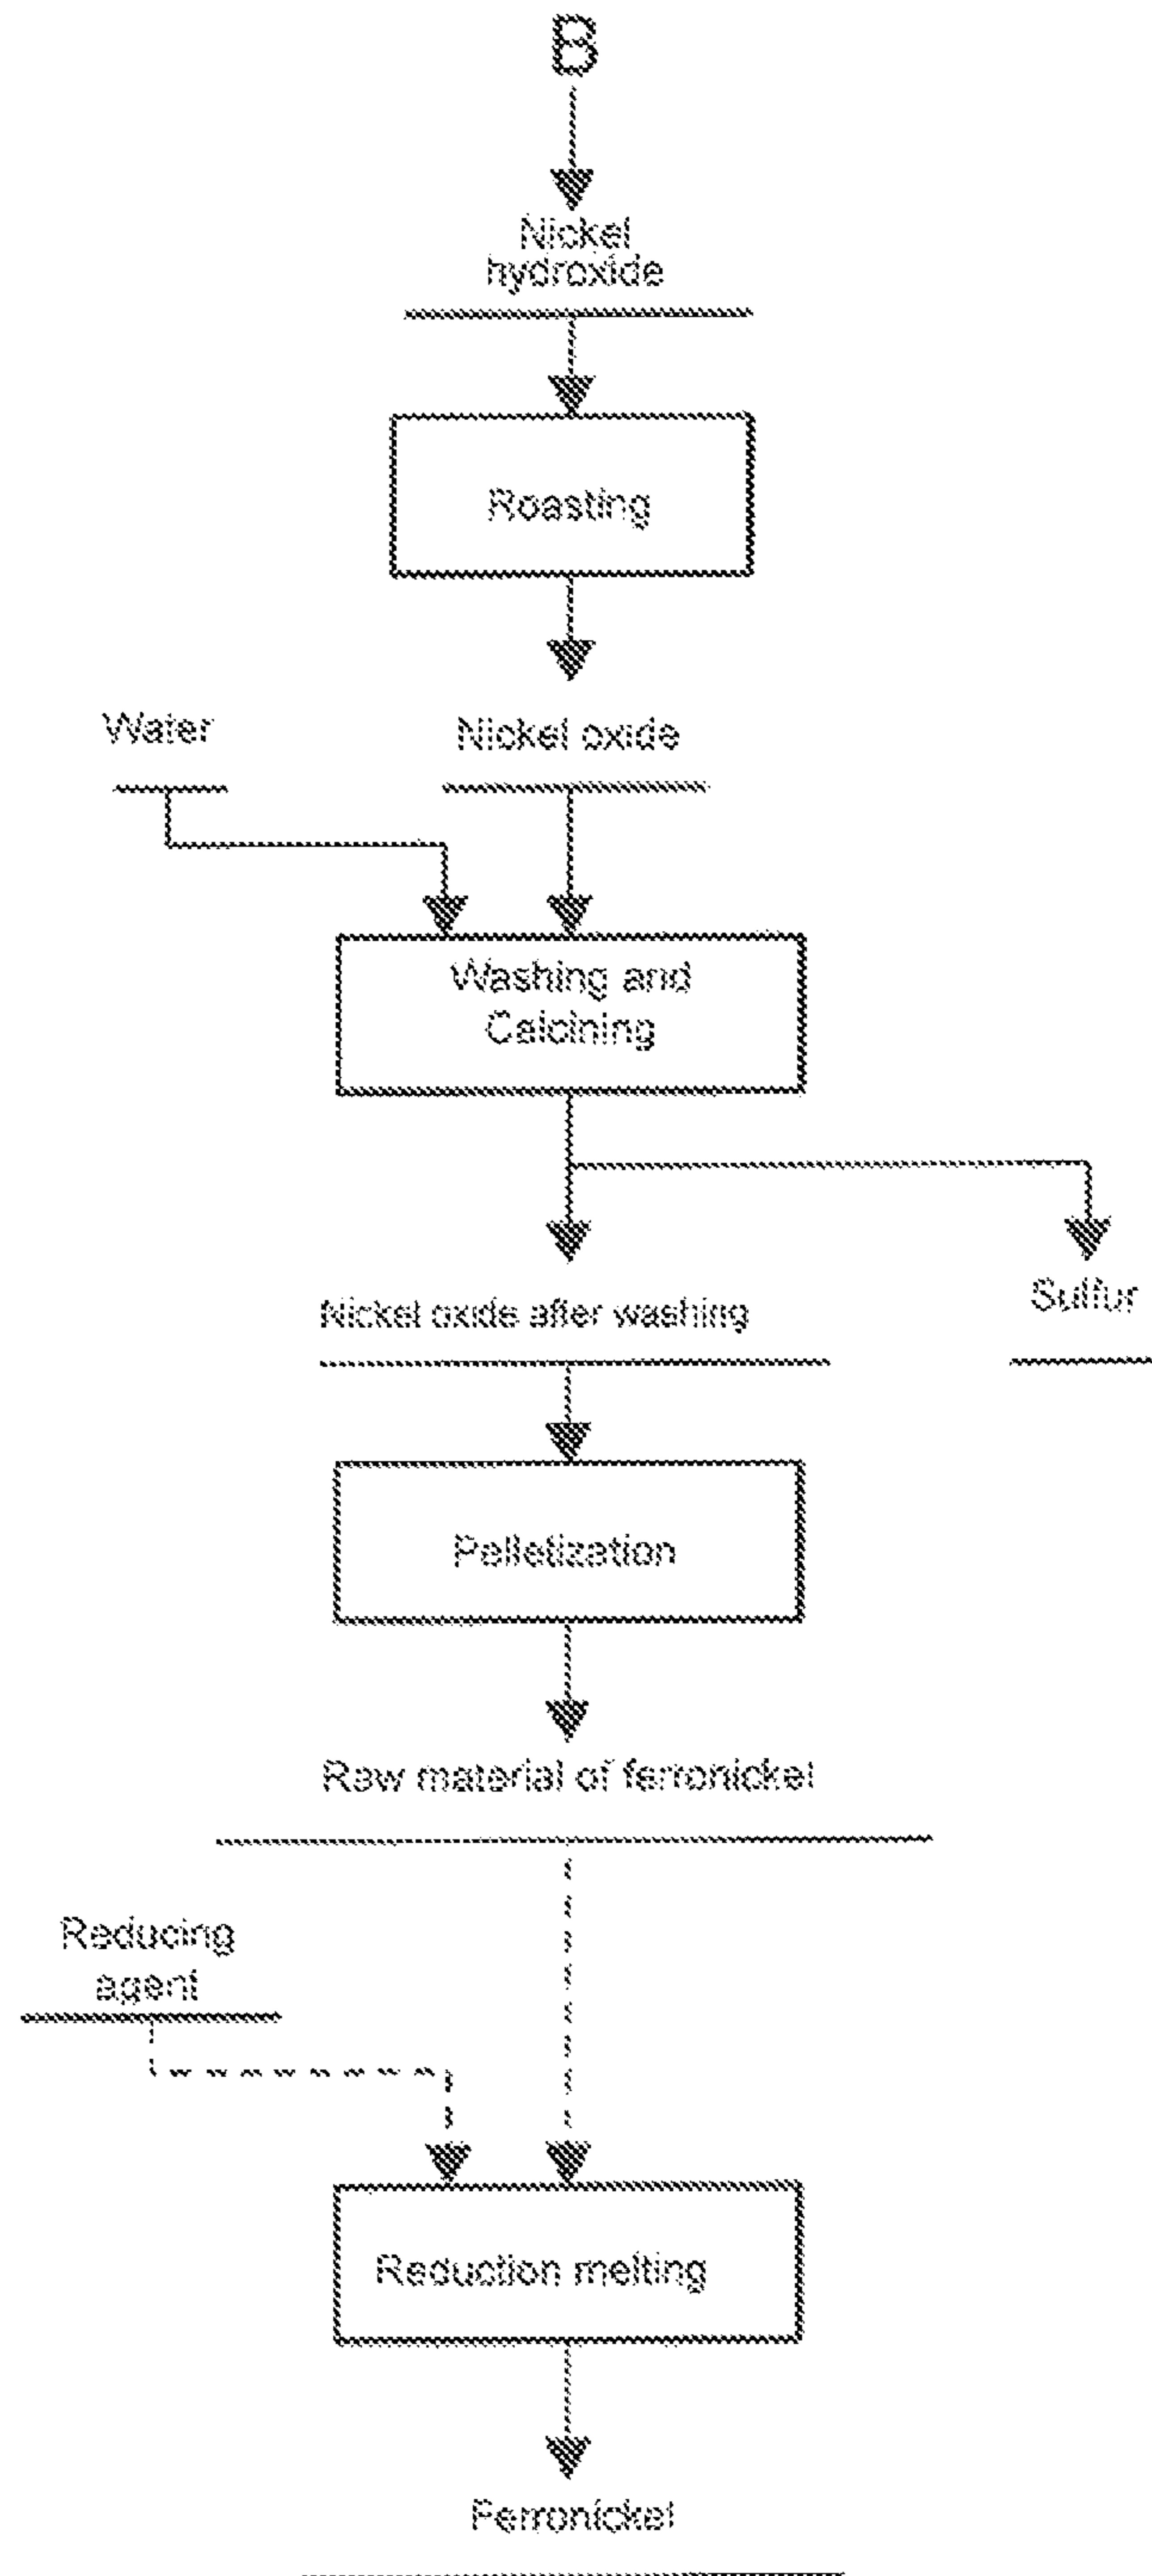 B
Nickel
hydroxide
Roasting
Water
Nickel oxide
Washing and
Calcining
Nickel oxide after washing
Sulfur
Pelletization
Raw material of ferronickel
Reducing
agent
Reduction melting
Ferronickel